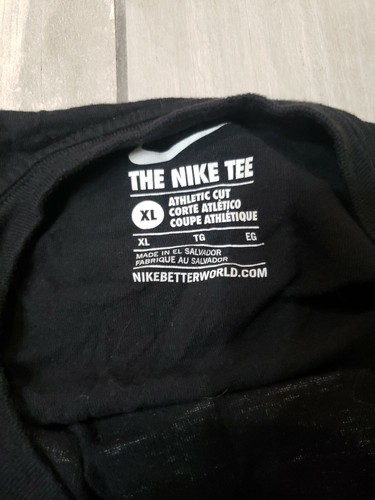 THE NIKE TEE
XL
ATHLETIC CUT
CORTE ATLÉTICO
COUPE ATHLÉTIQUE
XL TG EG
MADE IN EL SALVADOR
FABRIQUE AU SALVADOR
NIKEBETTERWORLD.COM